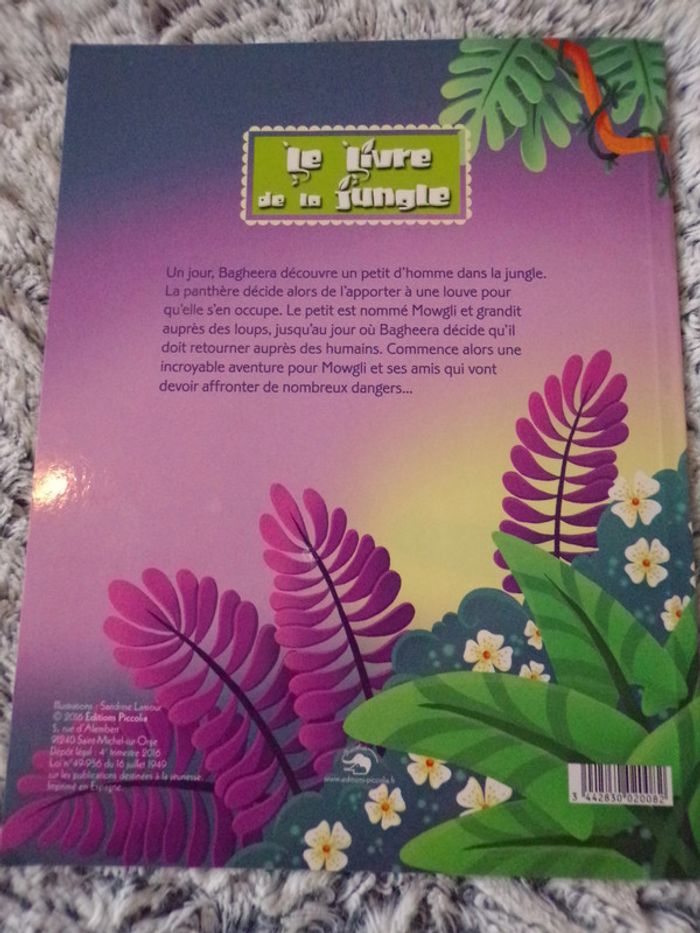 Le Livre
de la jungle
Un jour, Bagheera découvre un petit d'homme dans la jungle.
La panthère décide alors de l'apporter à une louve pour
qu'elle s'en occupe. Le petit est nommé Mowgli et grandit
auprès des loups, jusqu'au jour où Bagheera décide qu'il
doit retourner auprès des humains. Commence alors une
incroyable aventure pour Mowgli et ses amis qui vont
devoir affronter de nombreux dangers...
Illustrations : Sandrine Lamour
© 2016 Éditions Piccolia
5, rue d'Alembert
91240 Saint-Michel-sur-Orge
Dépôt légal : 4e trimestre 2016
Loi n°49-956 du 16 juillet 1949
sur les publications destinées à la jeunesse.
Imprimé en Espagne.
www.editions-piccolia.fr
3 442830 020082